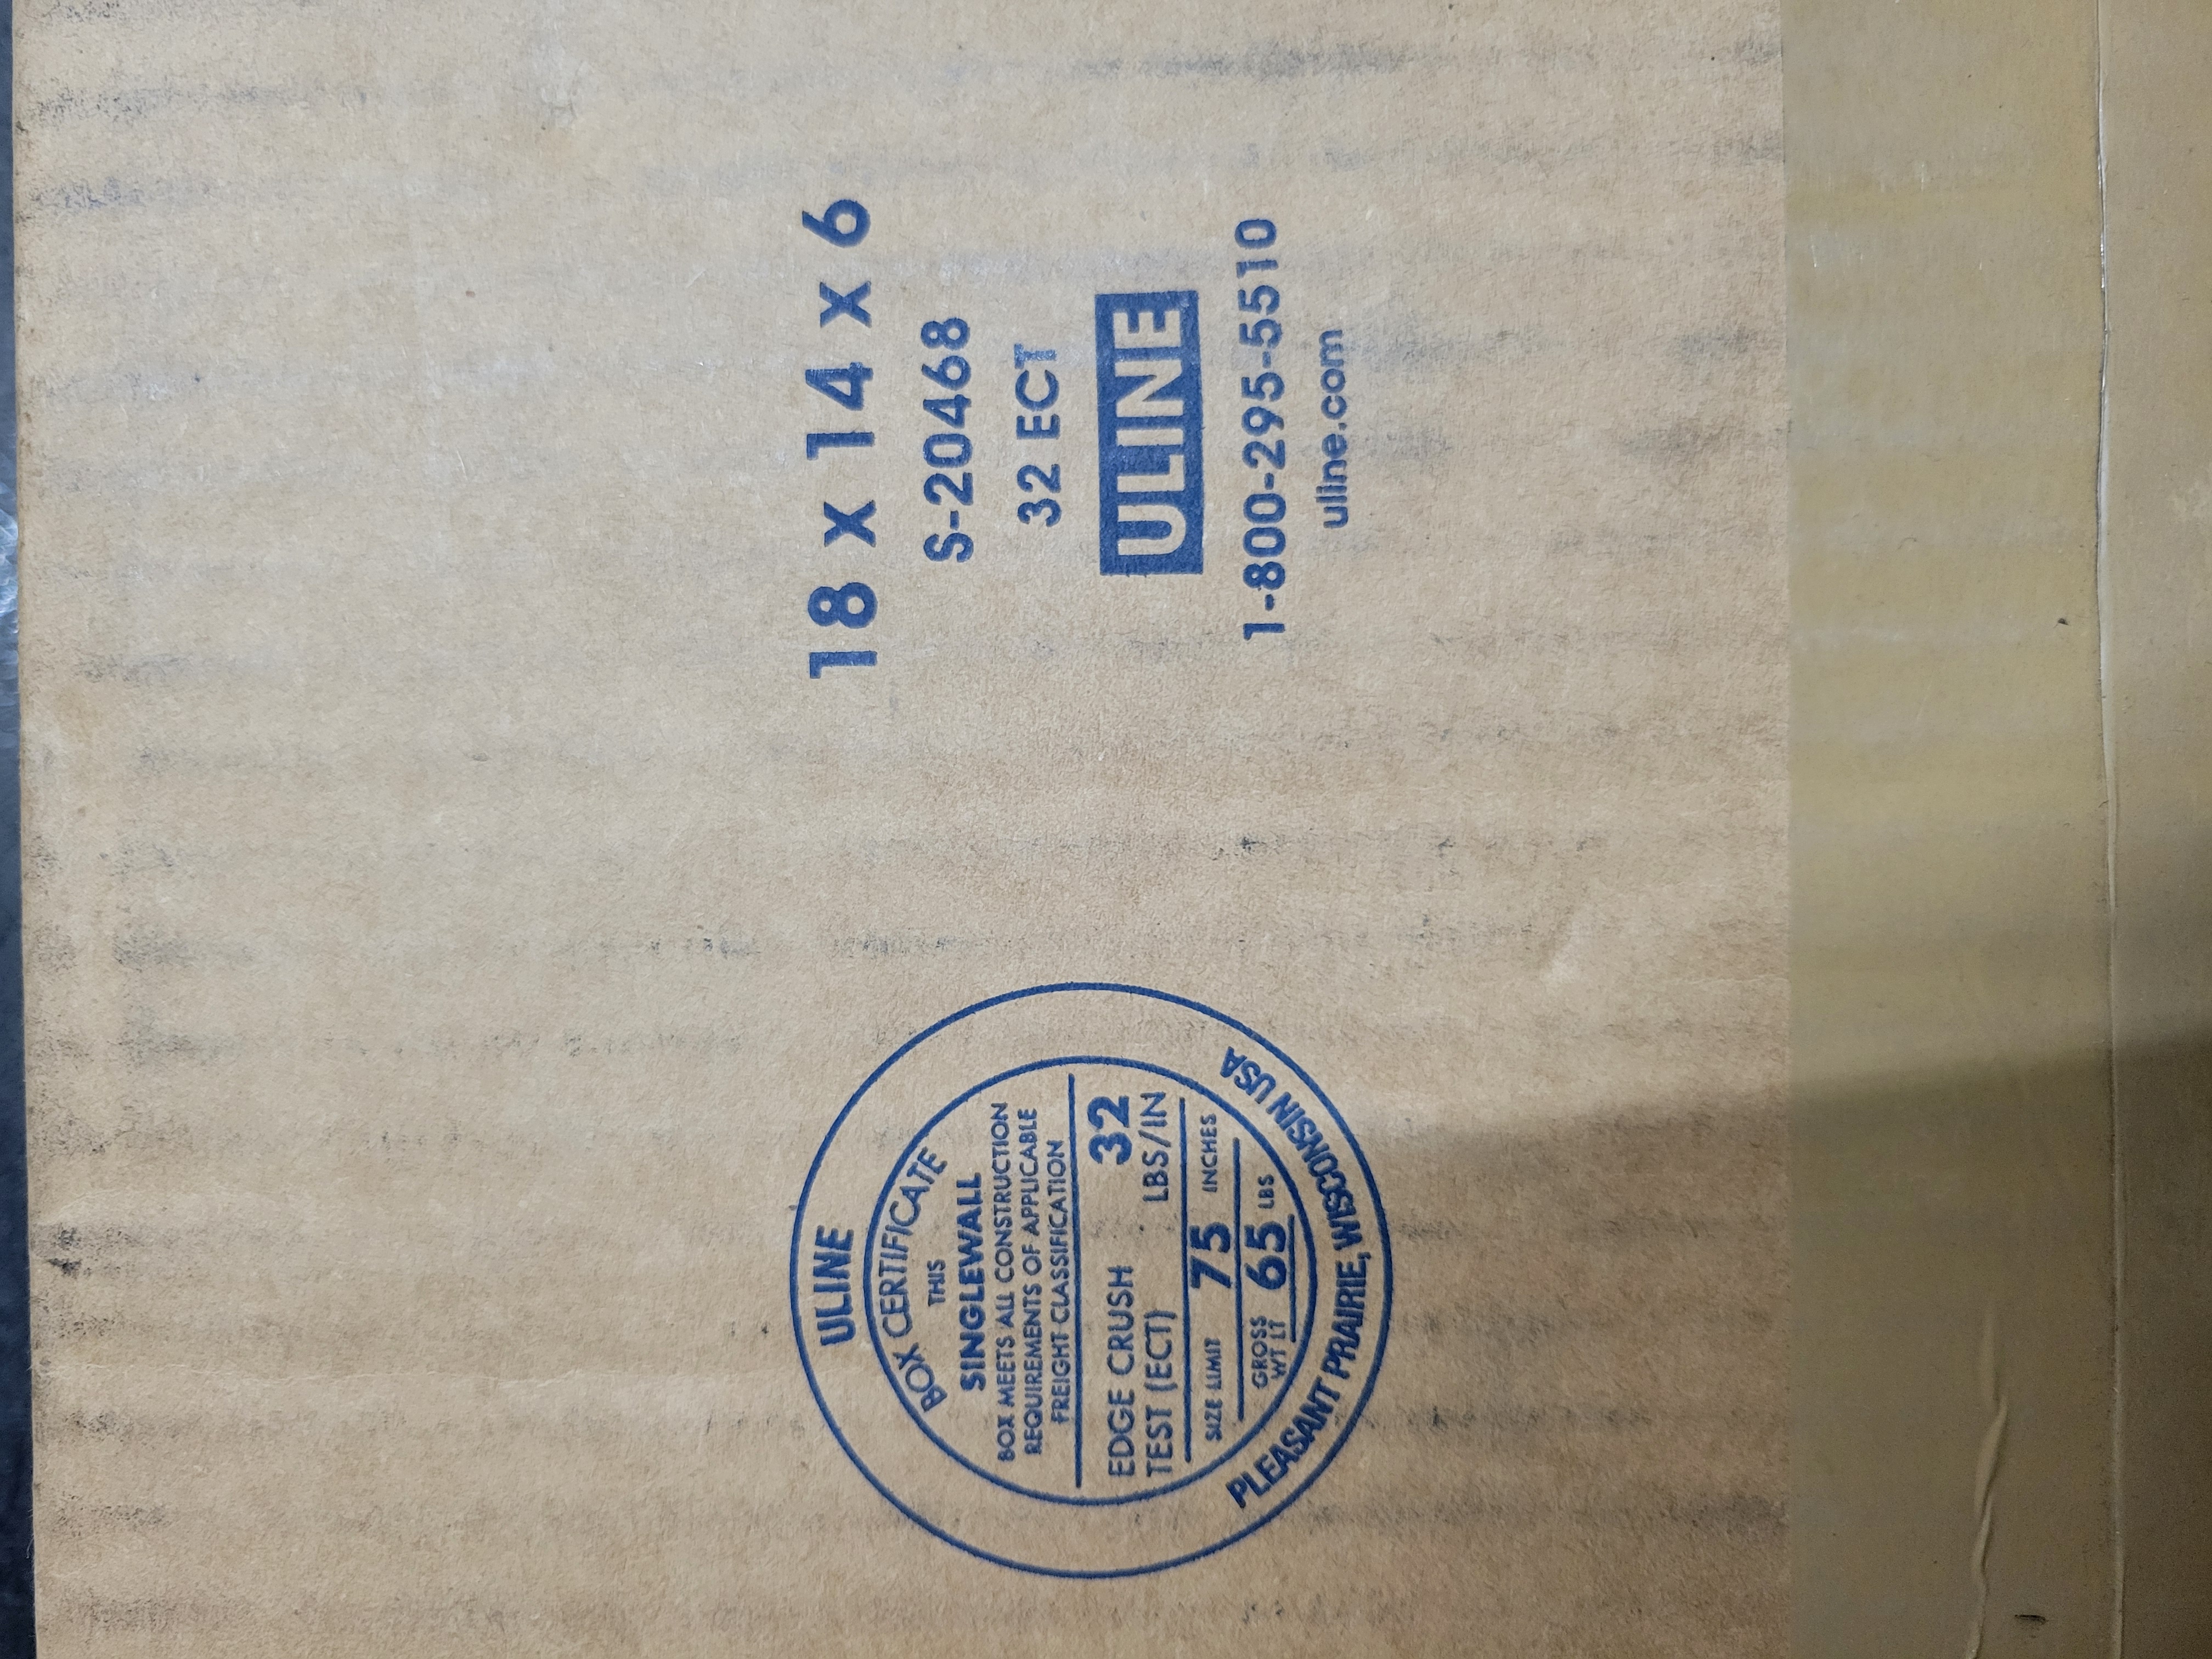 18 x 14 x 6
S-20468
32 ECT
ULINE
1-800-295-5510
uline.com
ULINE
BOX CERTIFICATE
THIS
SINGLEWALL
BOX MEETS ALL CONSTRUCTION
REQUIREMENTS OF APPLICABLE
FREIGHT CLASSIFICATION
EDGE CRUSH 32
TEST (ECT) LBS/IN
SIZE LIMIT 75 INCHES
GROSS
WT LT 65 LBS
PLEASANT PRAIRIE, WISCONSIN USA